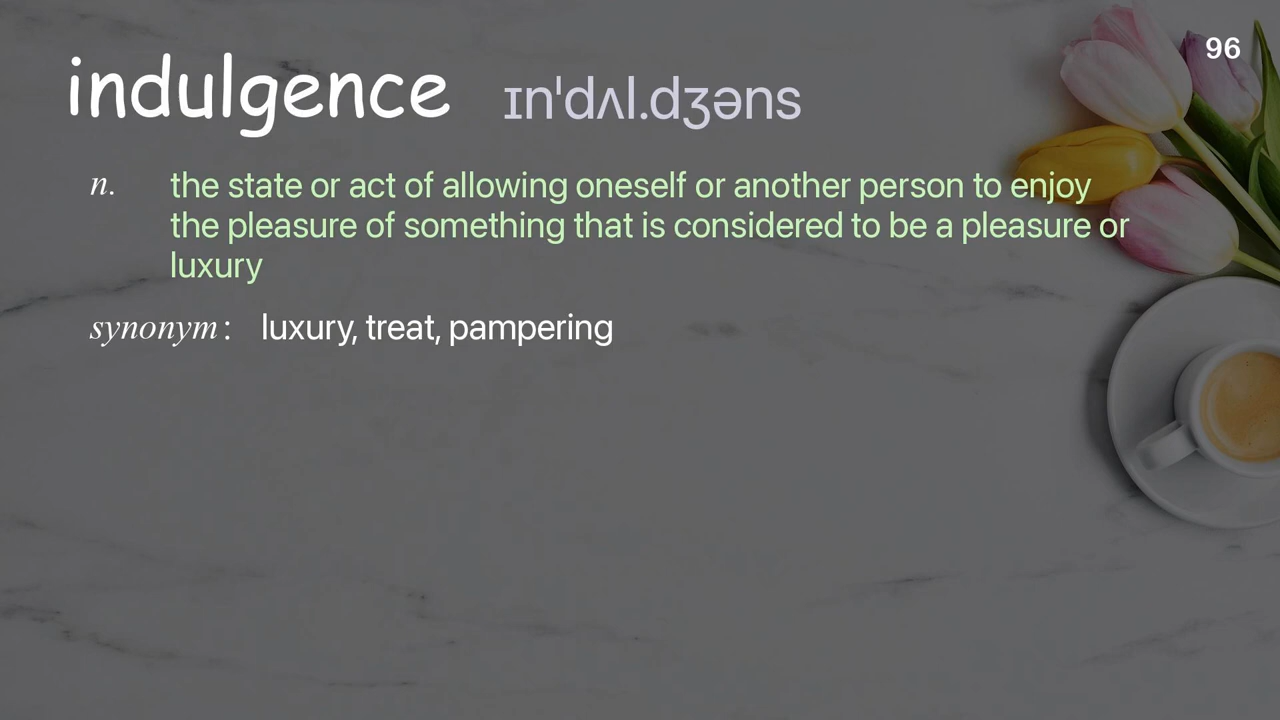 96
indulgence ɪnˈdʌl.dʒəns
n. the state or act of allowing oneself or another person to enjoy
the pleasure of something that is considered to be a pleasure or
luxury
synonym: luxury, treat, pampering